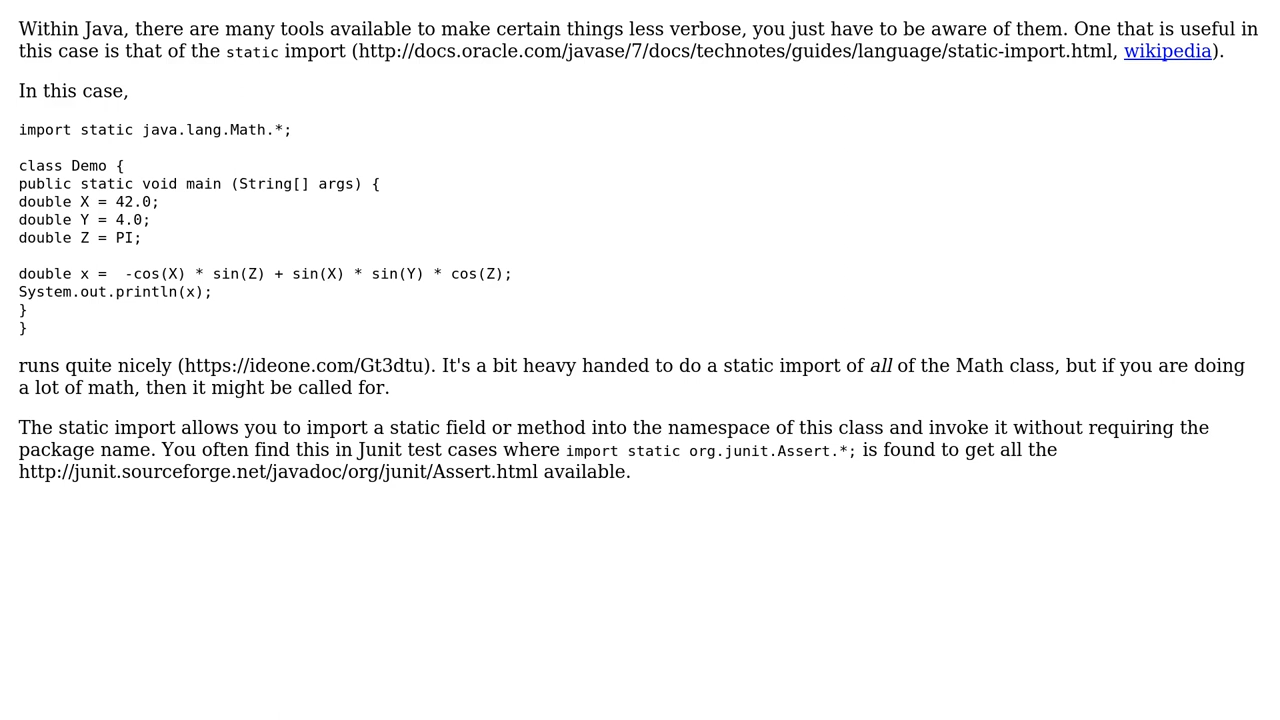 Within Java, there are many tools available to make certain things less verbose, you just have to be aware of them. One that is useful in
this case is that of the static import (http://docs.oracle.com/javase/7/docs/technotes/guides/language/static-import.html, wikipedia).
In this case,
import static java.lang.Math.*;
class Demo {
public static void main (String[] args) {
double X = 42.0;
double Y = 4.0;
double Z = PI;
double x =  -cos(X) * sin(Z) + sin(X) * sin(Y) * cos(Z);
System.out.println(x);
}
}
runs quite nicely (https://ideone.com/Gt3dtu). It's a bit heavy handed to do a static import of all of the Math class, but if you are doing
a lot of math, then it might be called for.
The static import allows you to import a static field or method into the namespace of this class and invoke it without requiring the
package name. You often find this in Junit test cases where import static org.junit.Assert.*; is found to get all the
http://junit.sourceforge.net/javadoc/org/junit/Assert.html available.